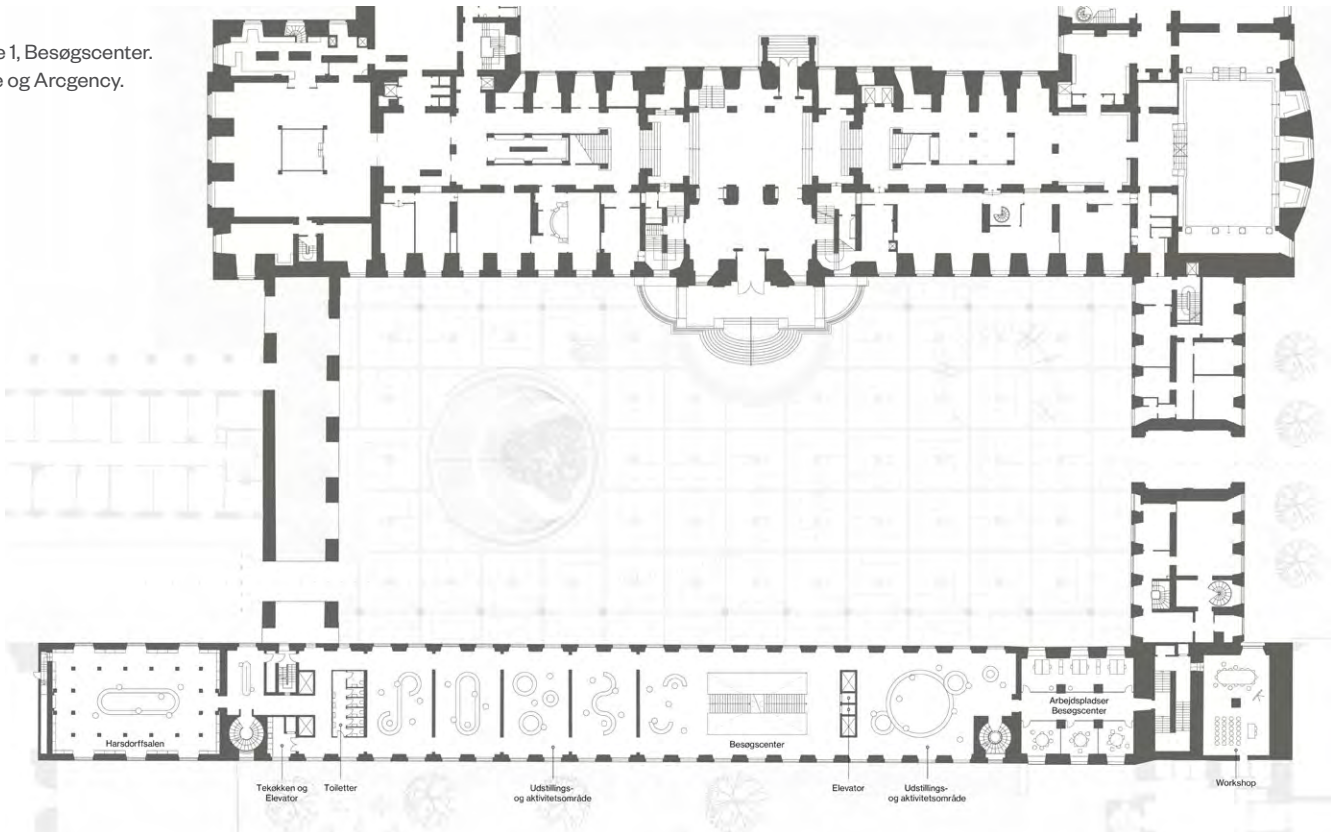 e 1, Besøgscenter.
e og Arcgency.
Harsdorffsalen
Besøgscenter
Arbejdspladser
Besøgscenter
Tekøkken og
Elevator
Toiletter
Udstillings-
og aktivitetsområde
Elevator
Udstillings-
og aktivitetsområde
Workshop